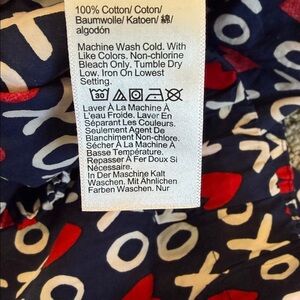 100% Cotton/ Coton/
Baumwolle/ Katoen/ 綿/
algodón
Machine Wash Cold. With
Like Colors. Non-chlorine
Bleach Only. Tumble Dry
Low. Iron On Lowest
Setting.
30
Laver À La Machine À
L'eau Froide. Laver En
Séparant Les Couleurs.
Seulement Agent De
Blanchiment Non-chlore.
Sécher À La Machine À
Basse Température.
Repasser À Fer Doux Si
Nécessaire.
In Der Maschine Kalt
Waschen. Mit Ähnlichen
Farben Waschen. Nur